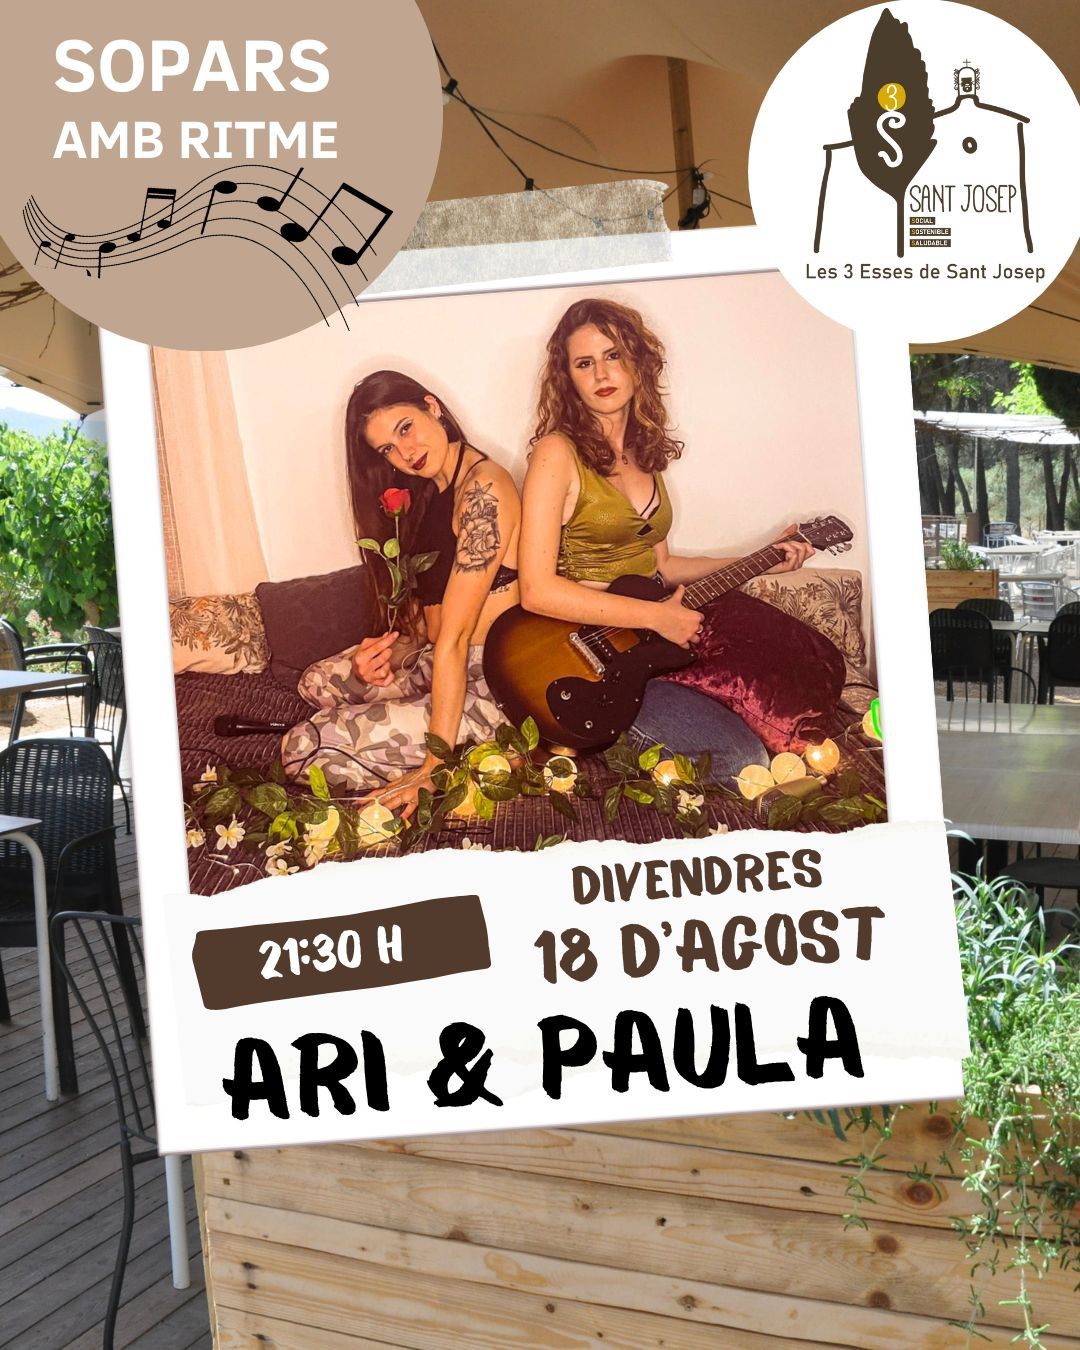 SOPARS
AMB RITME
3
S
SANT JOSEP
SOCIAL
SOSTENIBLE
SALUDABLE
Les 3 Esses de Sant Josep
DIVENDRES
21:30 H
18 D'AGOST
ARI & PAULA